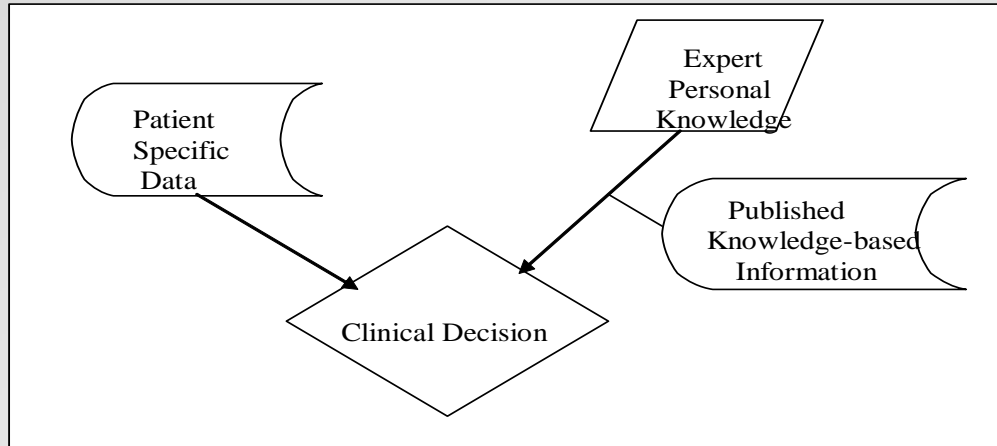 Patient
Specific
Data
Expert
Personal
Knowledge
Published
Knowledge-based
Information
Clinical Decision